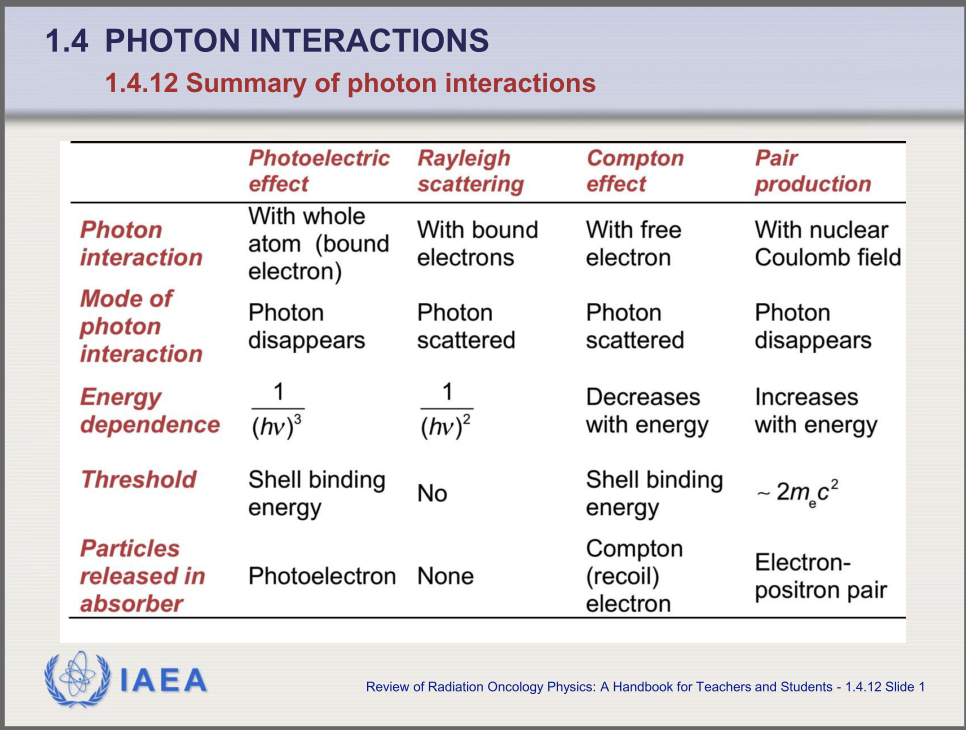 1.4 PHOTON INTERACTIONS
1.4.12 Summary of photon interactions
Photoelectric effect
Rayleigh scattering
Compton effect
Pair production
Photon interaction
With whole atom (bound electron)
With bound electrons
With free electron
With nuclear Coulomb field
Mode of photon interaction
Photon disappears
Photon scattered
Photon scattered
Photon disappears
Energy dependence
1/(hν)³
1/(hν)²
Decreases with energy
Increases with energy
Threshold
Shell binding energy
No
Shell binding energy
~ 2mₑc²
Particles released in absorber
Photoelectron
None
Compton (recoil) electron
Electron-positron pair
IAEA
Review of Radiation Oncology Physics: A Handbook for Teachers and Students - 1.4.12 Slide 1